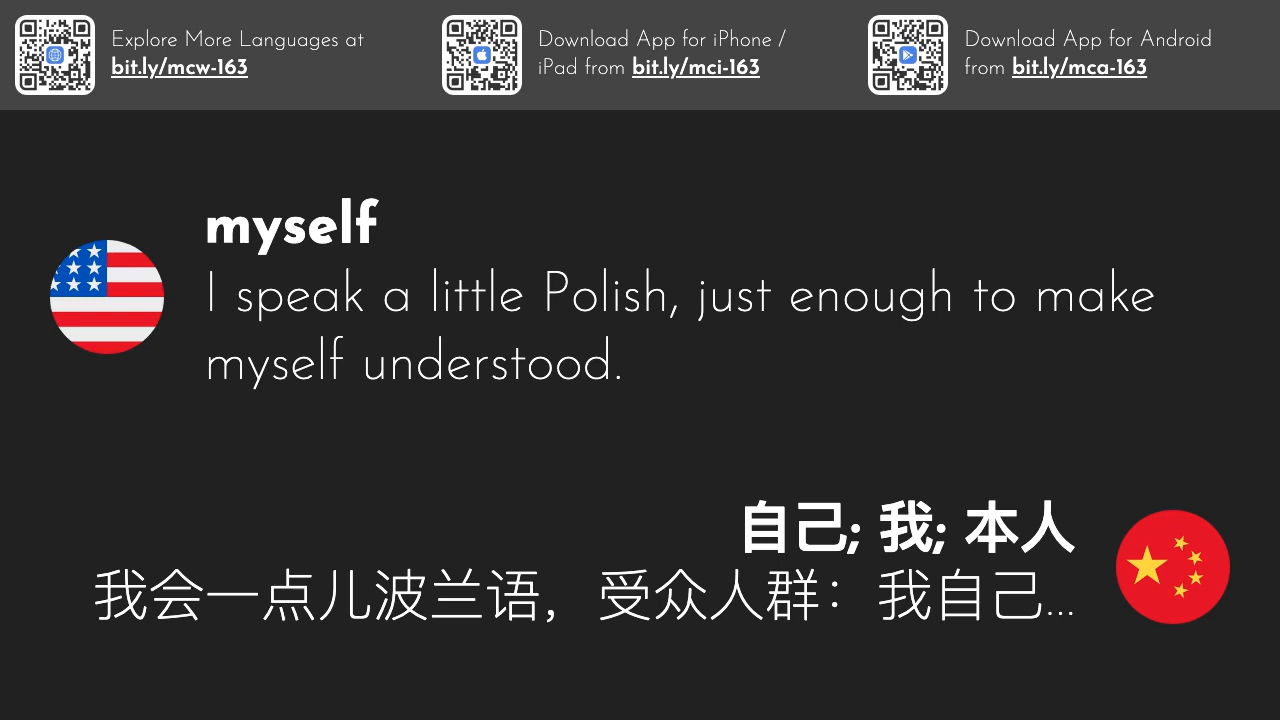 Explore More Languages at
bit.ly/mcw-163
Download App for iPhone /
iPad from bit.ly/mci-163
Download App for Android
from bit.ly/mca-163
myself
I speak a little Polish, just enough to make
myself understood.
自己; 我; 本人
我会一点儿波兰语，受众人群：我自己...